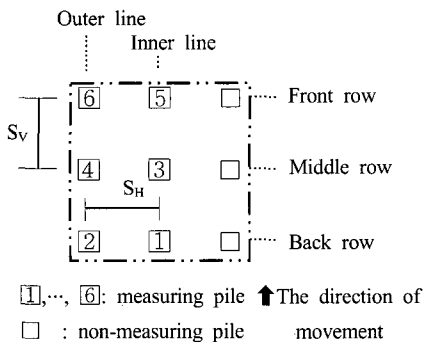 Outer line
Inner line
6 5 Front row
S_V
4 3 Middle row
S_H
2 1 Back row
1,…, 6: measuring pile ⬆The direction of
□ : non-measuring pile movement